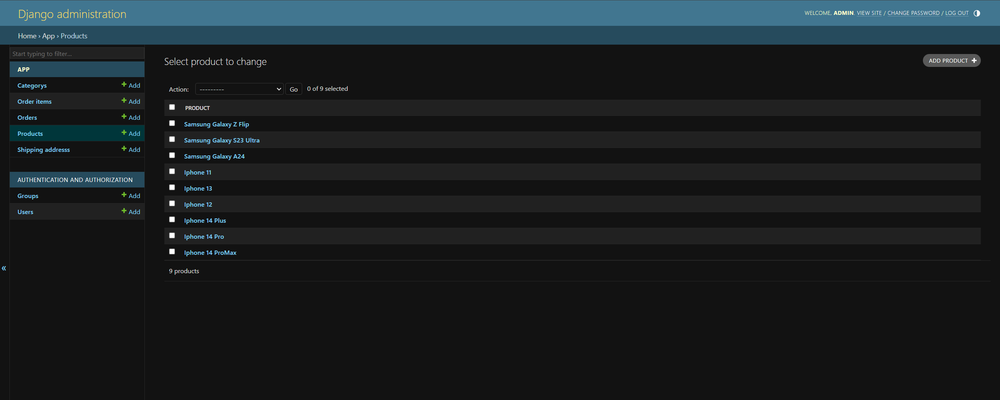 Django administration
WELCOME, ADMIN. VIEW SITE / CHANGE PASSWORD / LOG OUT
Home › App › Products
Start typing to filter...
APP
Categorys + Add
Order items + Add
Orders + Add
Products + Add
Shipping addresss + Add
AUTHENTICATION AND AUTHORIZATION
Groups + Add
Users + Add
«
Select product to change
ADD PRODUCT +
Action: --------- Go 0 of 9 selected
PRODUCT
Samsung Galaxy Z Flip
Samsung Galaxy S23 Ultra
Samsung Galaxy A24
Iphone 11
Iphone 13
Iphone 12
Iphone 14 Plus
Iphone 14 Pro
Iphone 14 ProMax
9 products